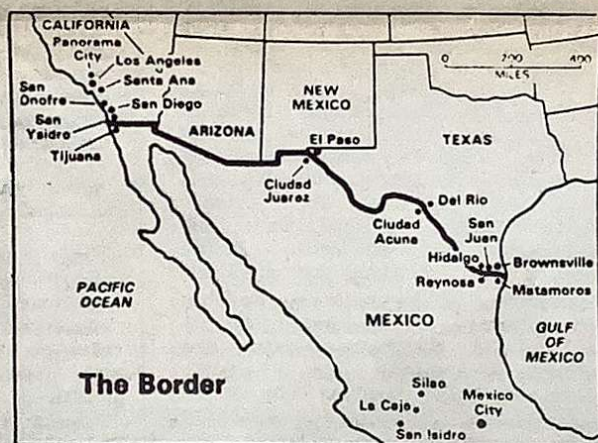 CALIFORNIA
Panorama
City
Los Angeles
Santa Ana
San
Onofre
San Diego
San
Ysidro
Tijuana
ARIZONA
NEW
MEXICO
El Paso
Ciudad
Juarez
0 200 400
MILES
TEXAS
Del Rio
Ciudad
Acuna
San
Juan
Hidalgo
Brownsville
Reynosa
Matamoros
PACIFIC
OCEAN
MEXICO
GULF
OF
MEXICO
The Border
Silao
La Caja
Mexico
City
San Isidro